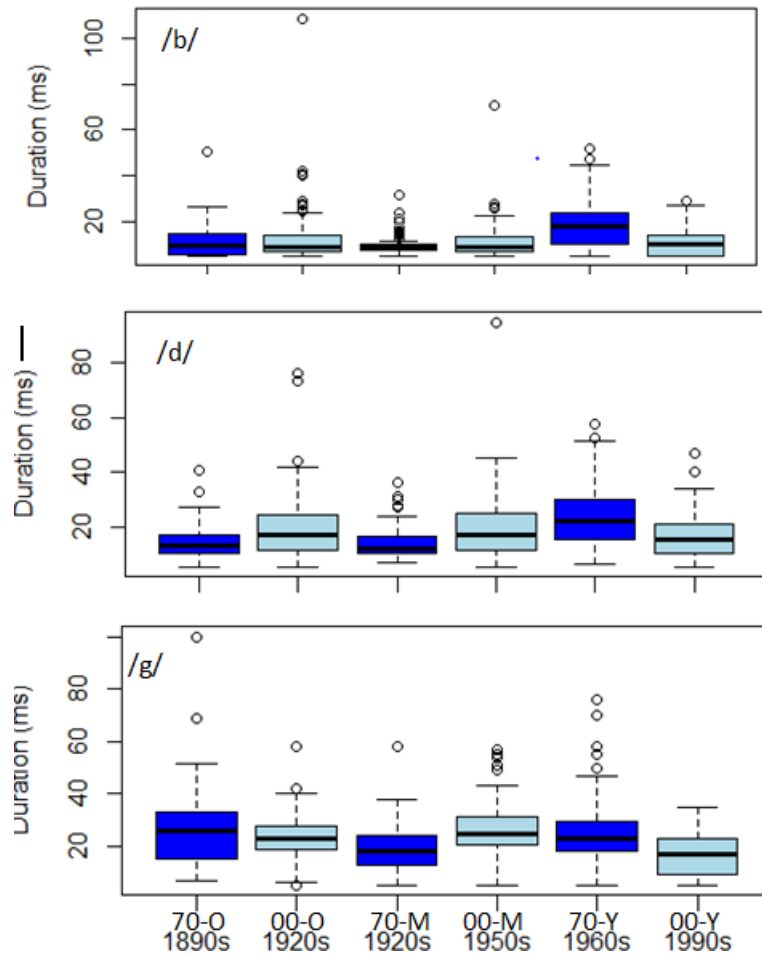 /b/
Duration (ms)
100
60
20
/d/
Duration (ms)
80
60
40
20
/g/
Duration (ms)
80
60
40
20
70-O 00-O 70-M 00-M 70-Y 00-Y
1890s 1920s 1920s 1950s 1960s 1990s